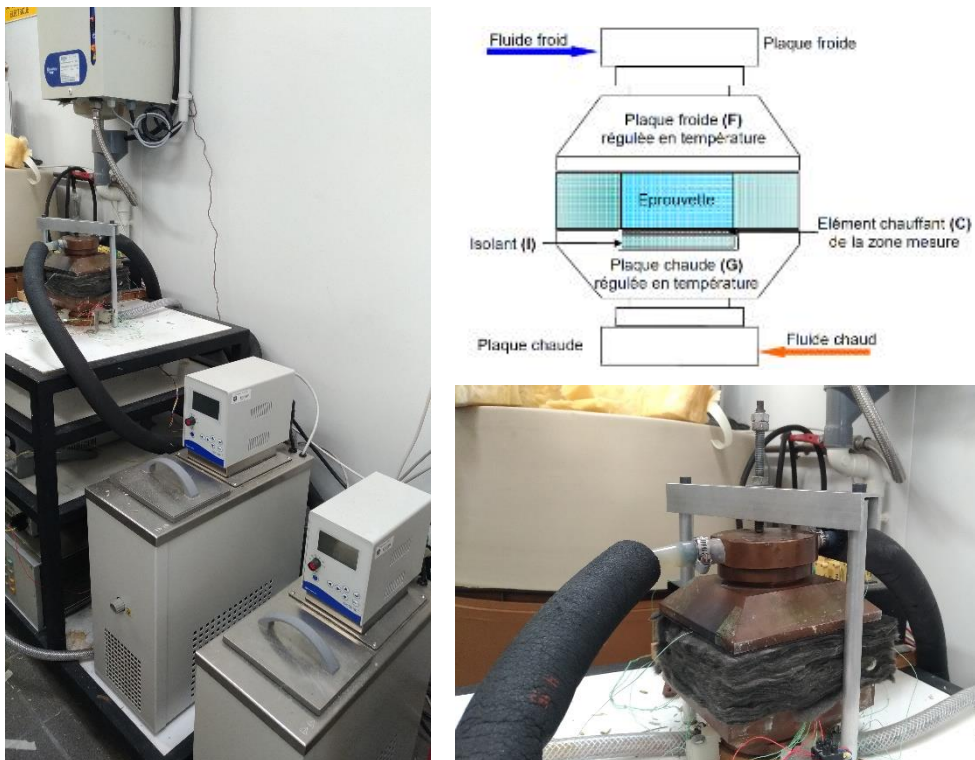 Fluide froid
Plaque froide
Plaque froide (F)
régulée en température
Eprouvette
Elément chauffant (C)
de la zone mesure
Isolant (I)
Plaque chaude (G)
régulée en température
Plaque chaude
Fluide chaud